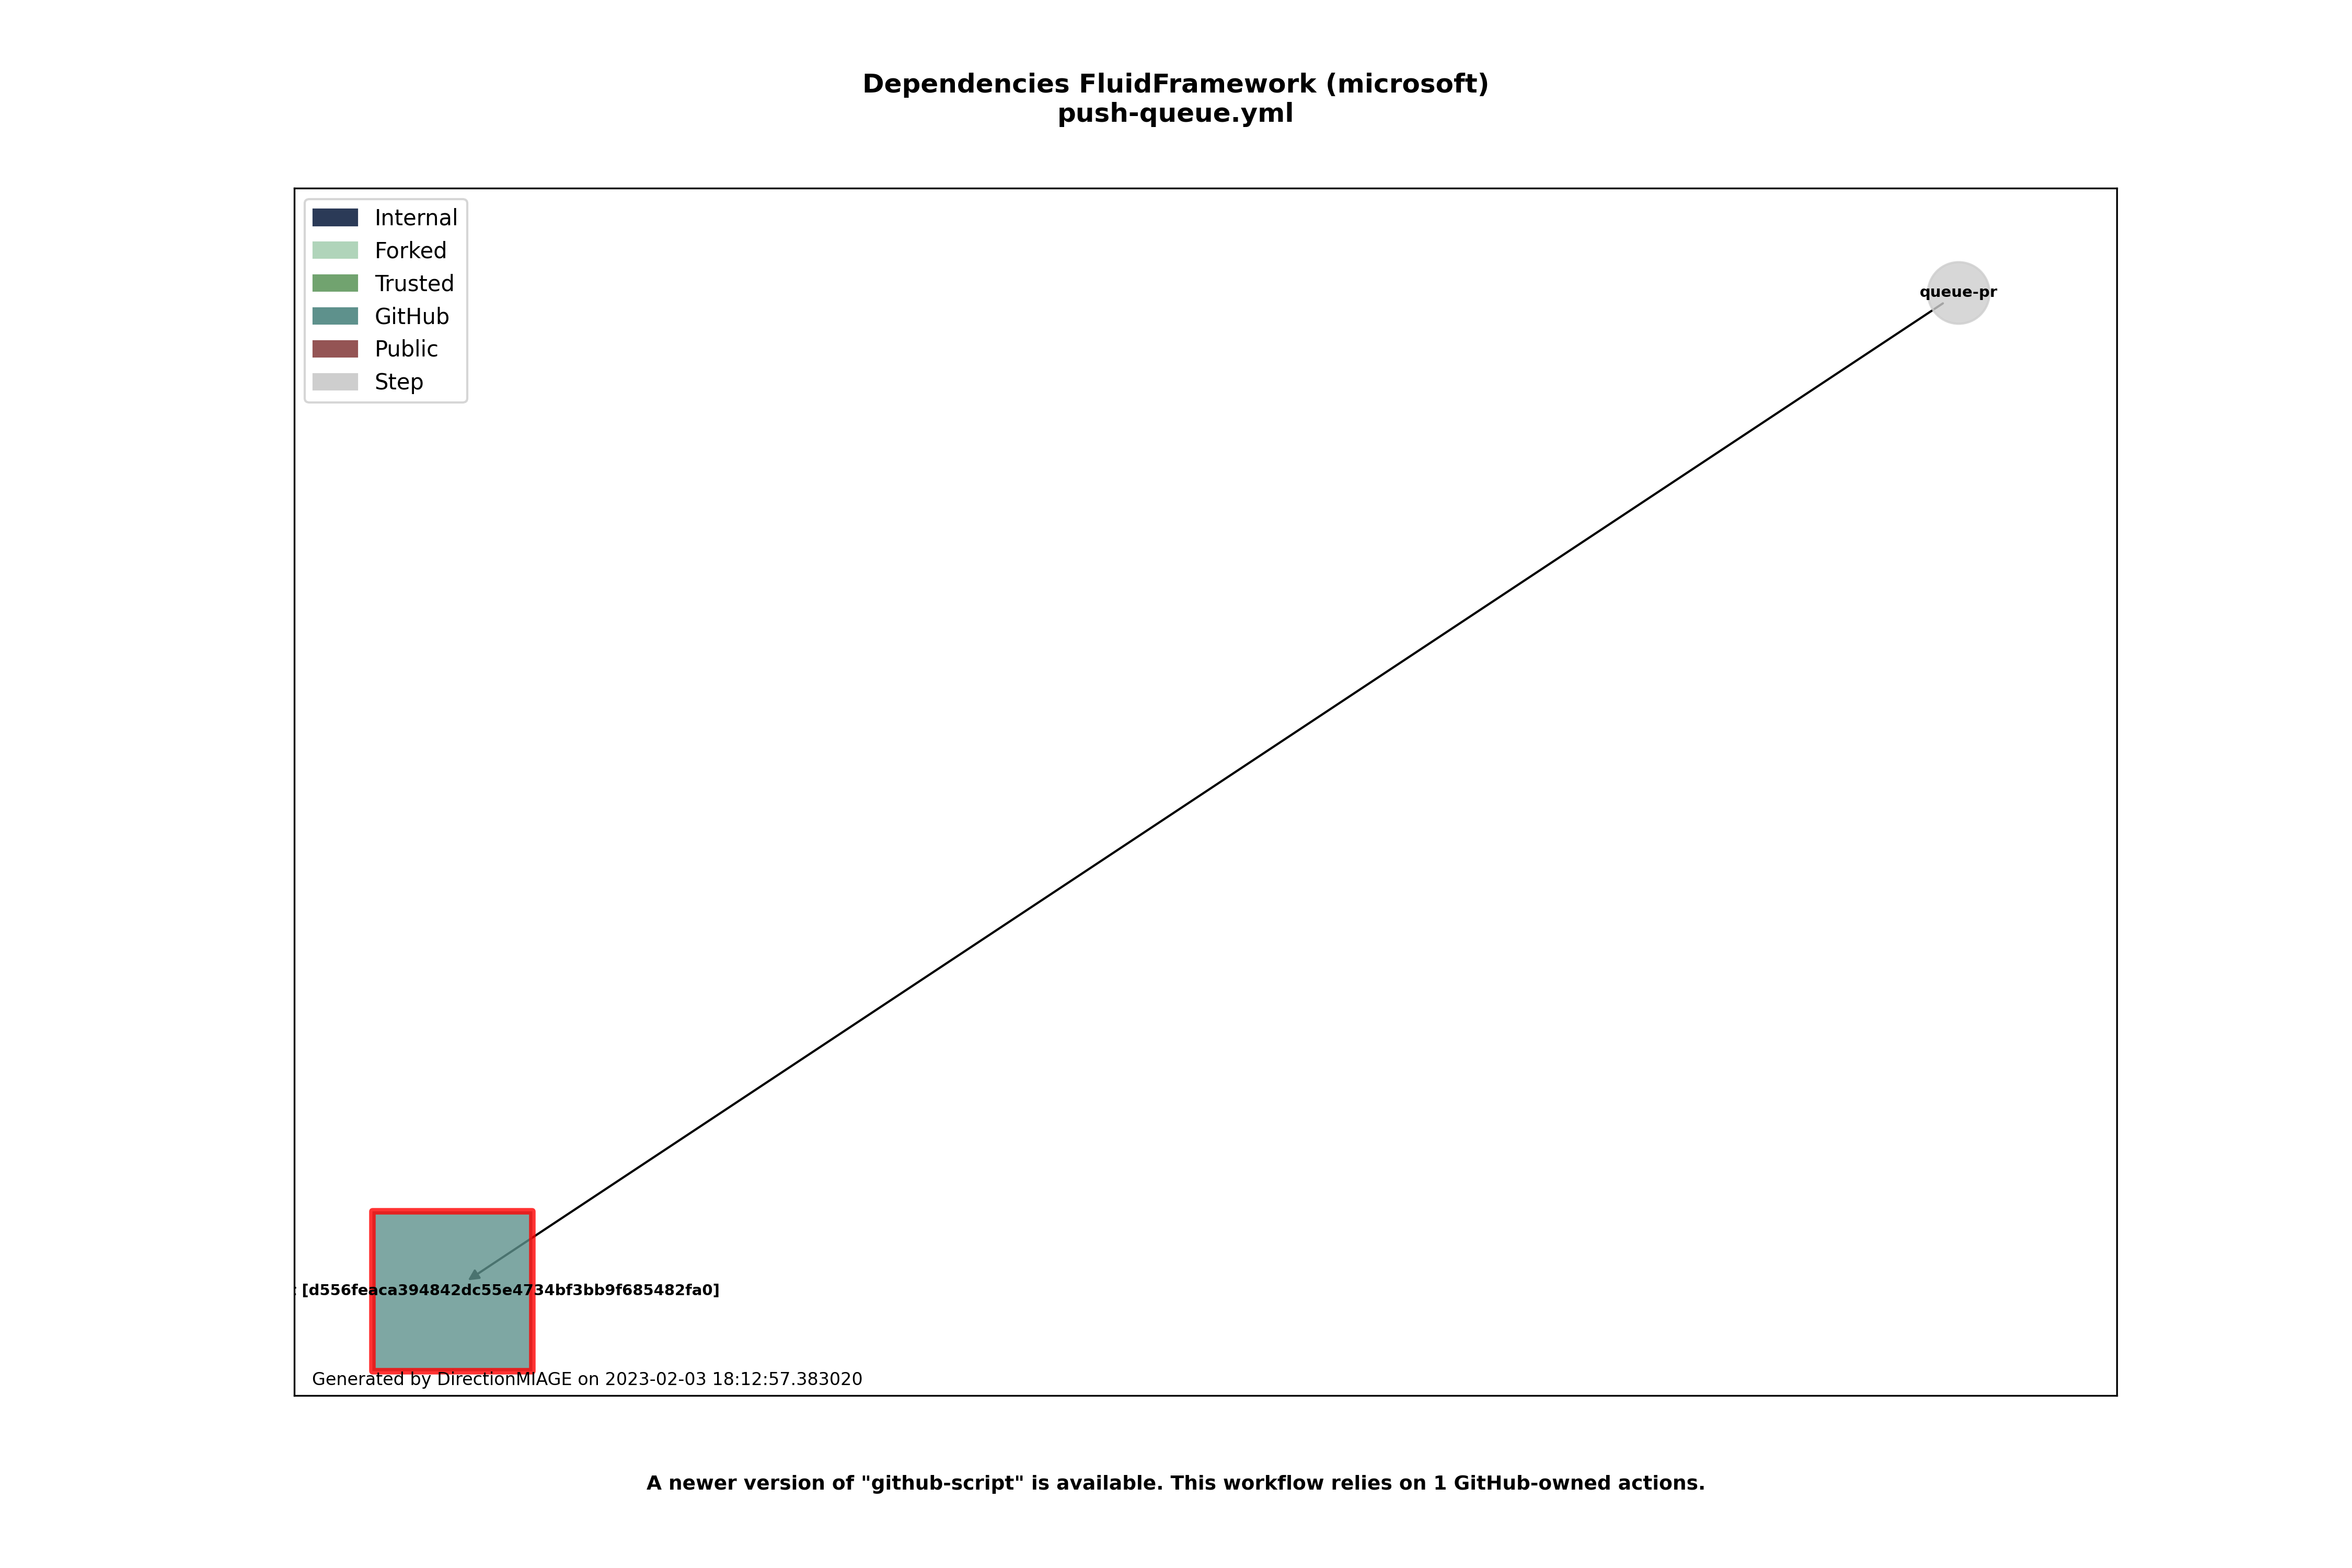 Dependencies FluidFramework (microsoft)
push-queue.yml
Internal
Forked
Trusted
GitHub
Public
Step
queue-pr
: [d556feaca394842dc55e4734bf3bb9f685482fa0]
Generated by DirectionMIAGE on 2023-02-03 18:12:57.383020
A newer version of "github-script" is available. This workflow relies on 1 GitHub-owned actions.